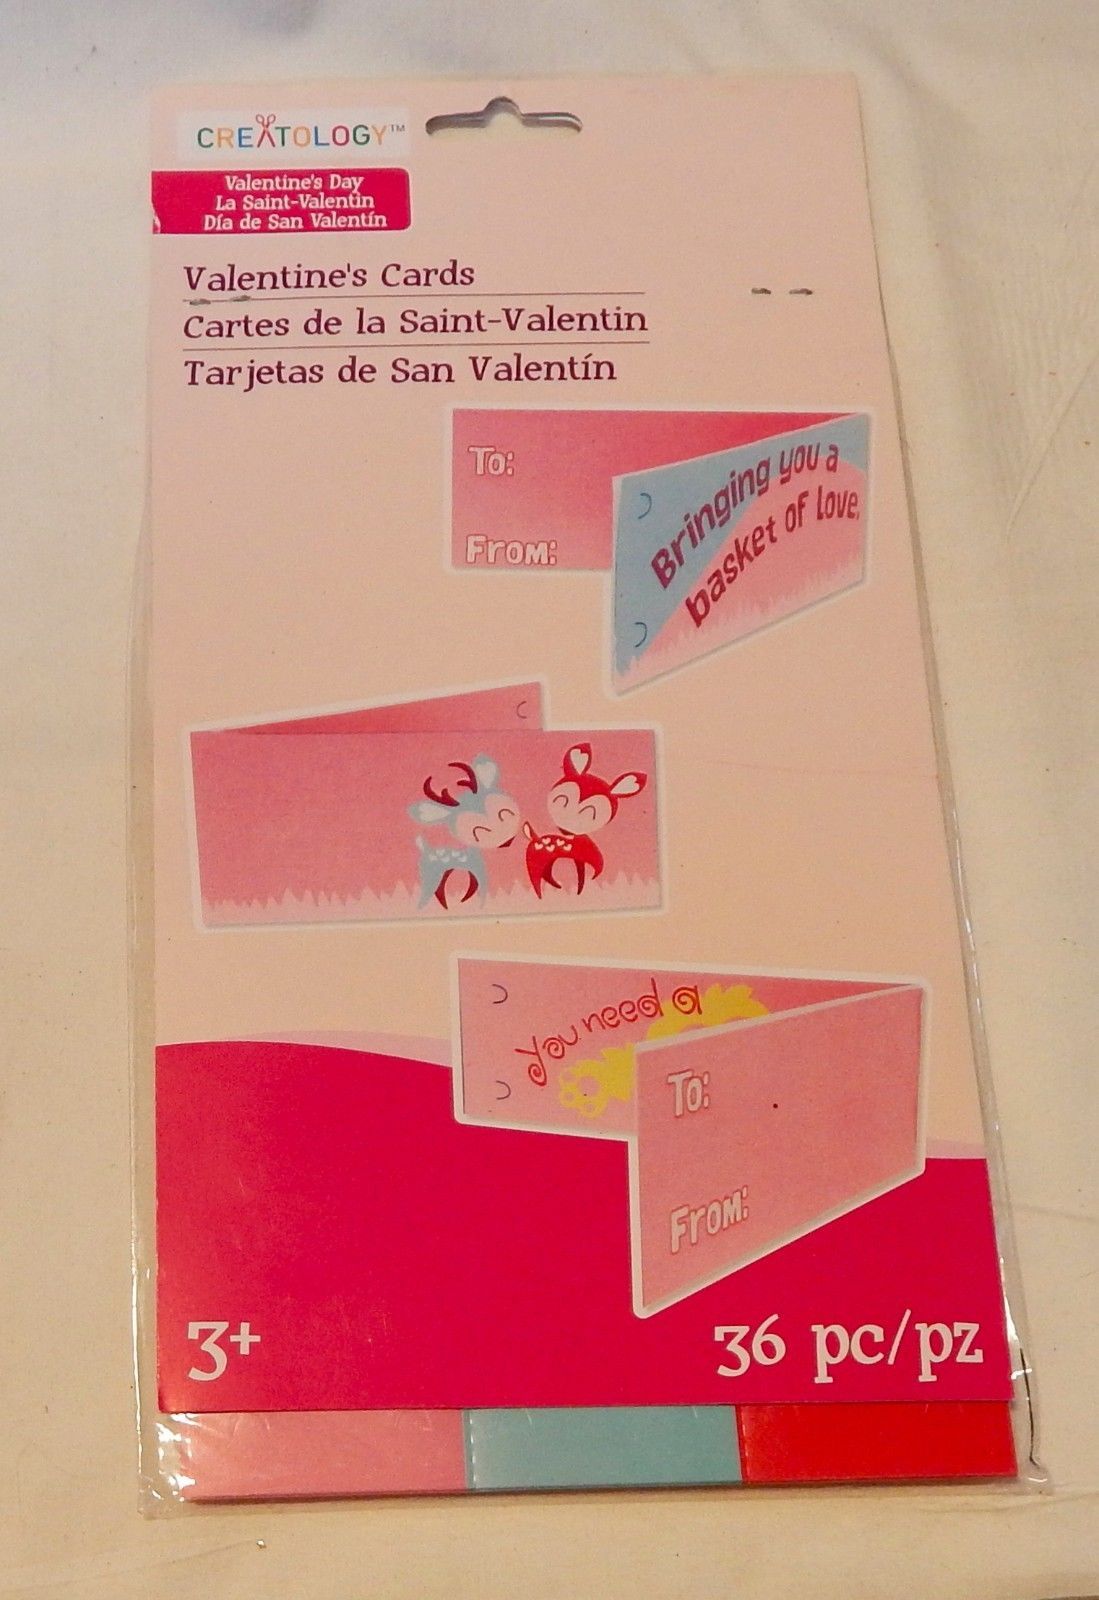 CREATOLOGY™
Valentine's Day
La Saint-Valentin
Día de San Valentín
Valentine's Cards
Cartes de la Saint-Valentin
Tarjetas de San Valentín
To:
From:
Bringing you a
basket of love,
You need a
To:
From:
3+
36 pc/pz